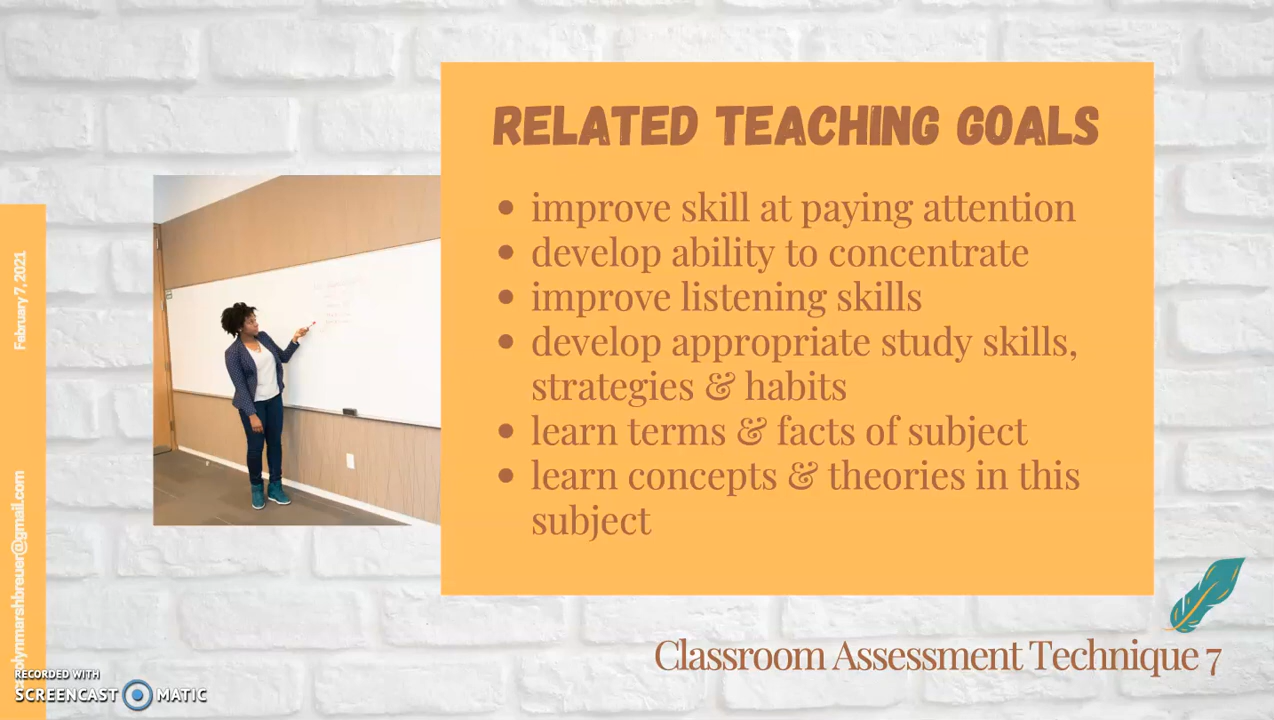 RELATED TEACHING GOALS
• improve skill at paying attention
• develop ability to concentrate
• improve listening skills
• develop appropriate study skills,
strategies & habits
• learn terms & facts of subject
• learn concepts & theories in this
subject
Classroom Assessment Technique 7
February 7, 2021
olynmarshbreuer@gmail.com
RECORDED WITH
SCREENCAST MATIC